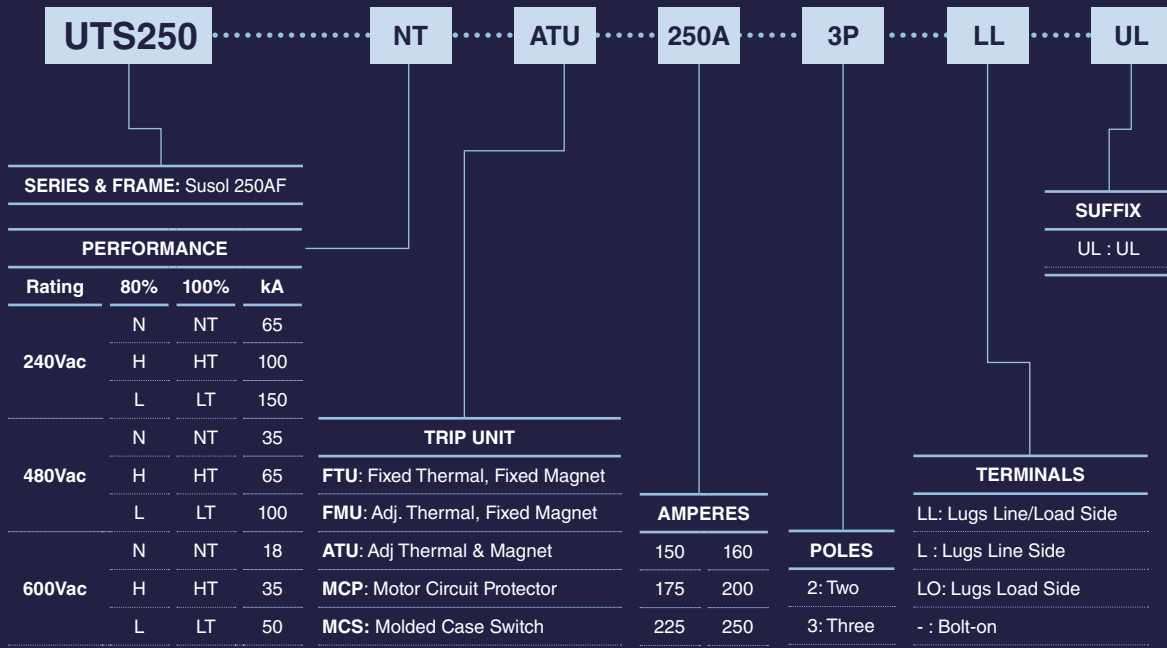 UTS250 NT ATU 250A 3P LL UL
SERIES & FRAME: Susol 250AF
PERFORMANCE
Rating 80% 100% kA
240Vac
N NT 65
H HT 100
L LT 150
480Vac
N NT 35
H HT 65
L LT 100
600Vac
N NT 18
H HT 35
L LT 50
TRIP UNIT
FTU: Fixed Thermal, Fixed Magnet
FMU: Adj. Thermal, Fixed Magnet
ATU: Adj Thermal & Magnet
MCP: Motor Circuit Protector
MCS: Molded Case Switch
AMPERES
150 160
175 200
225 250
POLES
2: Two
3: Three
TERMINALS
LL: Lugs Line/Load Side
L : Lugs Line Side
LO: Lugs Load Side
- : Bolt-on
SUFFIX
UL : UL